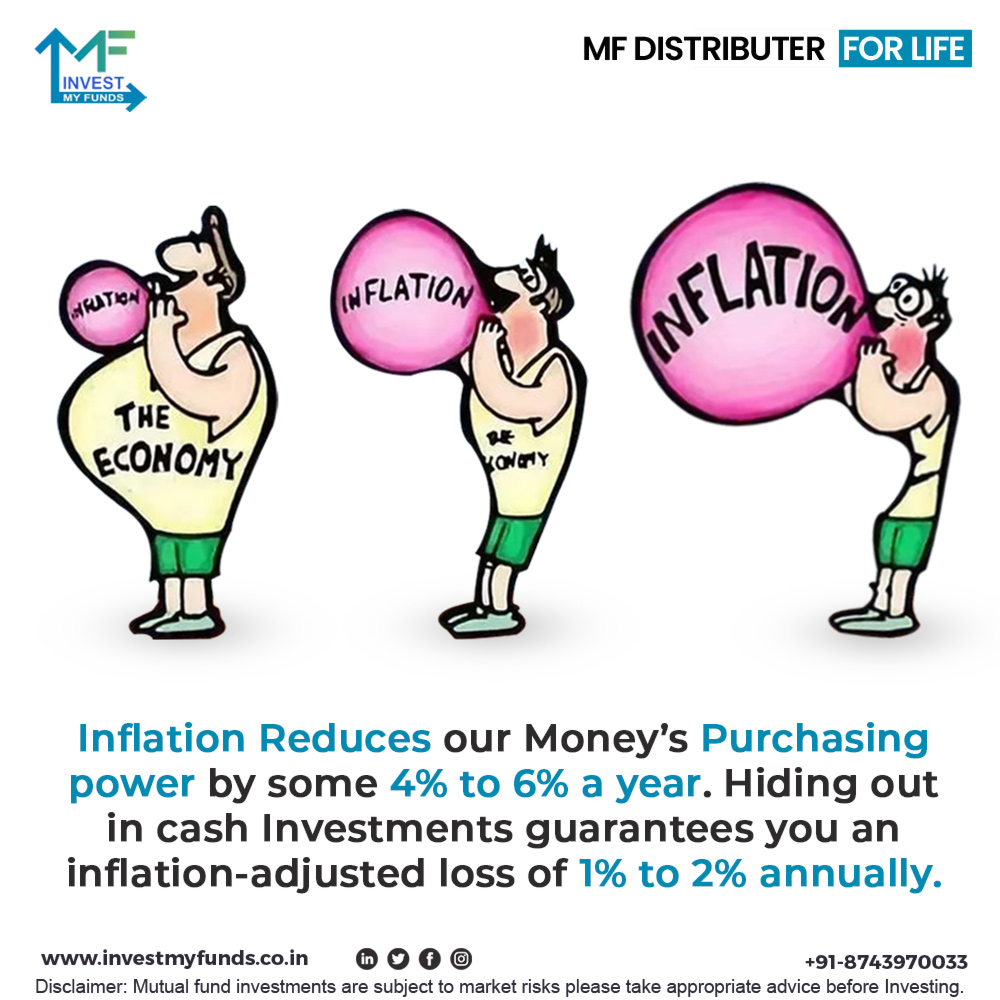 MF
INVEST
MY FUNDS
MF DISTRIBUTER FOR LIFE
INFLATION
INFLATION
INFLATION
THE
ECONOMY
THE
ECONOMY
Inflation Reduces our Money’s Purchasing
power by some 4% to 6% a year. Hiding out
in cash Investments guarantees you an
inflation-adjusted loss of 1% to 2% annually.
www.investmyfunds.co.in
+91-8743970033
Disclaimer: Mutual fund investments are subject to market risks please take appropriate advice before Investing.